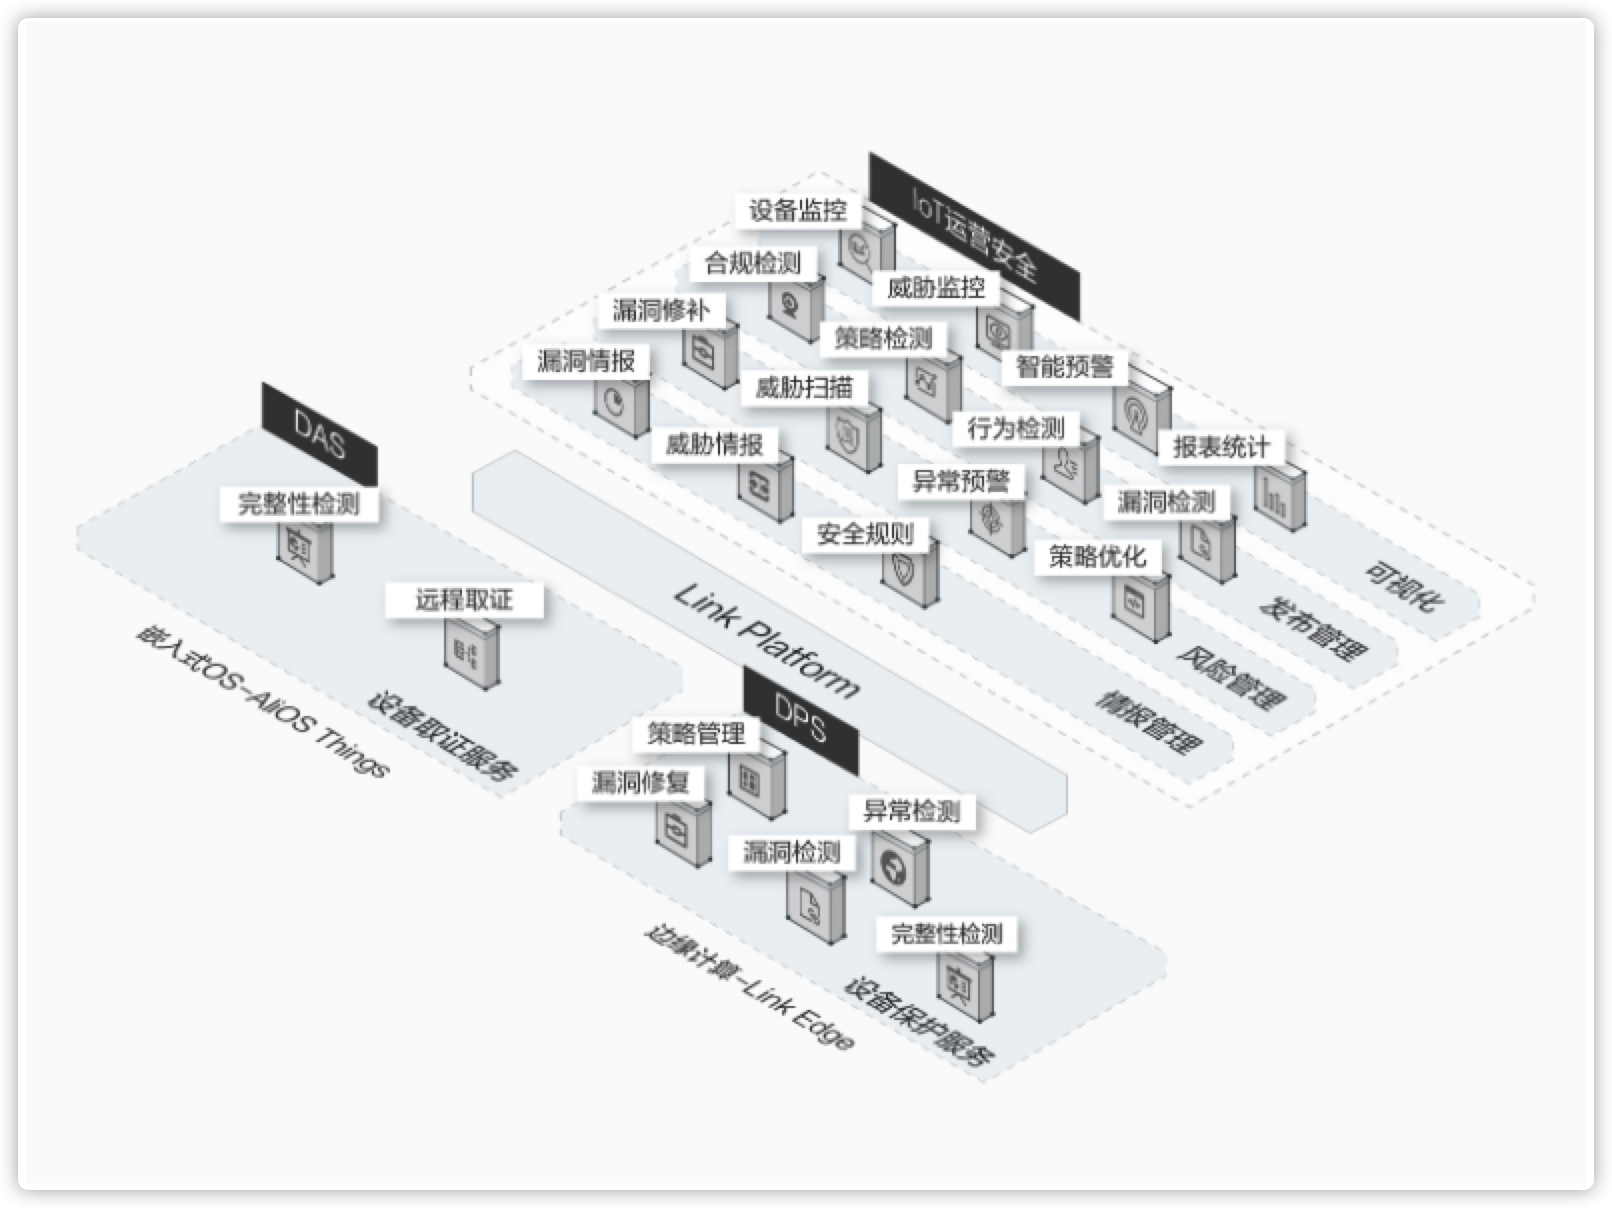 IoT运营安全
设备监控
威胁监控
智能预警
报表统计
可视化
合规检测
策略检测
行为检测
漏洞检测
发布管理
漏洞修补
威胁扫描
异常预警
策略优化
风险管理
漏洞情报
威胁情报
安全规则
情报管理
Link Platform
DAS
完整性检测
远程取证
设备取证服务
嵌入式OS-AliOS Things
DPS
策略管理
漏洞修复
异常检测
漏洞检测
完整性检测
设备保护服务
边缘计算-Link Edge